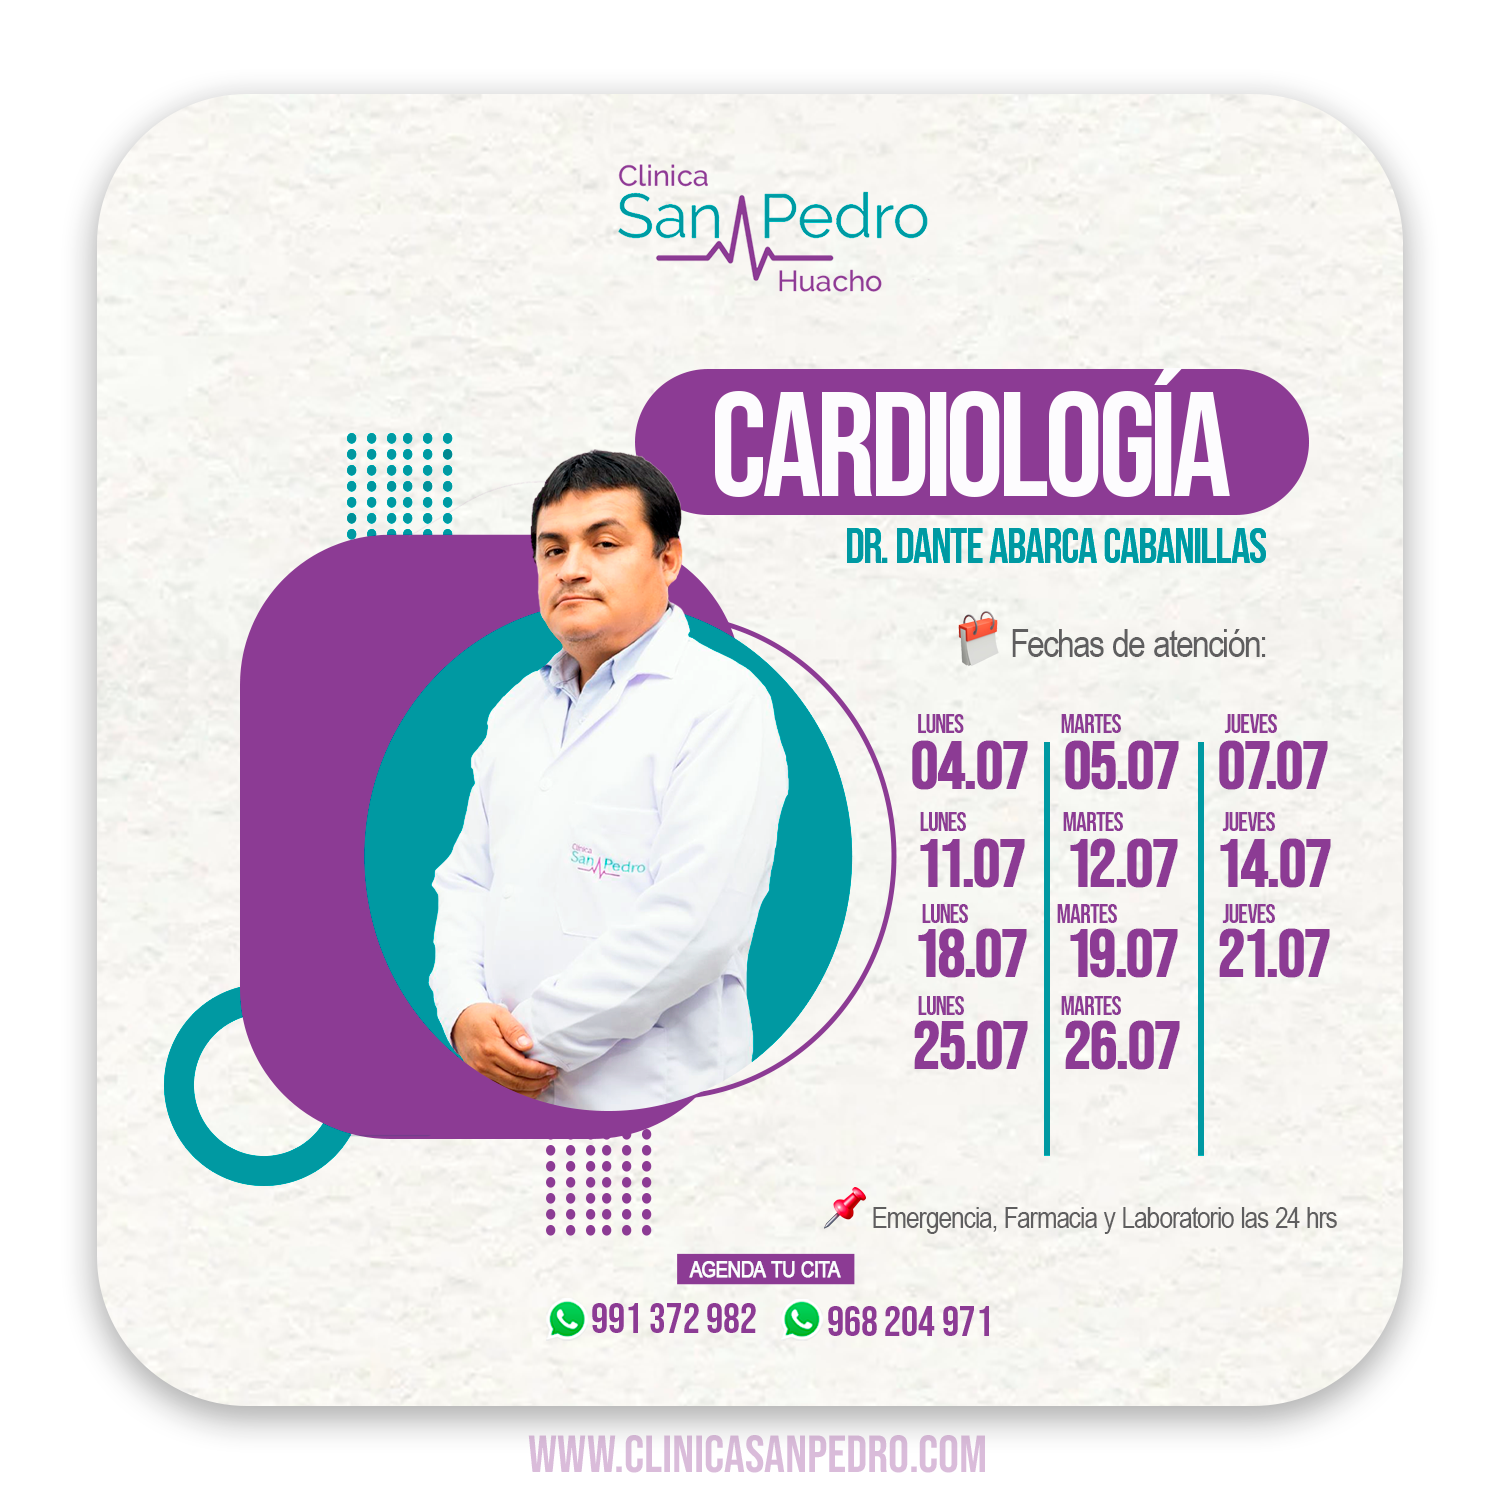 Clinica
San Pedro
Huacho
CARDIOLOGÍA
DR. DANTE ABARCA CABANILLAS
Fechas de atención:
LUNES MARTES JUEVES
04.07 05.07 07.07
LUNES MARTES JUEVES
11.07 12.07 14.07
LUNES MARTES JUEVES
18.07 19.07 21.07
LUNES MARTES
25.07 26.07
Clinica
San Pedro
Emergencia, Farmacia y Laboratorio las 24 hrs
AGENDA TU CITA
991 372 982 968 204 971
WWW.CLINICASANPEDRO.COM